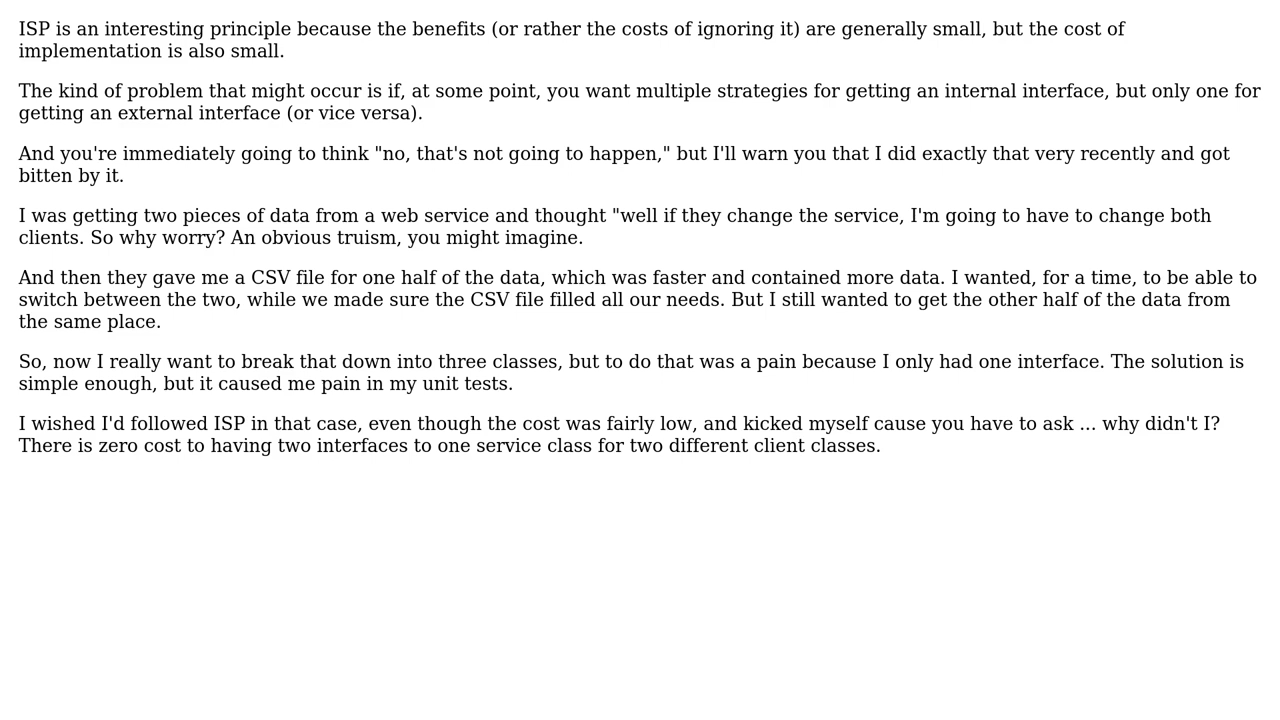 ISP is an interesting principle because the benefits (or rather the costs of ignoring it) are generally small, but the cost of
implementation is also small.
The kind of problem that might occur is if, at some point, you want multiple strategies for getting an internal interface, but only one for
getting an external interface (or vice versa).
And you're immediately going to think "no, that's not going to happen," but I'll warn you that I did exactly that very recently and got
bitten by it.
I was getting two pieces of data from a web service and thought "well if they change the service, I'm going to have to change both
clients. So why worry? An obvious truism, you might imagine.
And then they gave me a CSV file for one half of the data, which was faster and contained more data. I wanted, for a time, to be able to
switch between the two, while we made sure the CSV file filled all our needs. But I still wanted to get the other half of the data from
the same place.
So, now I really want to break that down into three classes, but to do that was a pain because I only had one interface. The solution is
simple enough, but it caused me pain in my unit tests.
I wished I'd followed ISP in that case, even though the cost was fairly low, and kicked myself cause you have to ask ... why didn't I?
There is zero cost to having two interfaces to one service class for two different client classes.